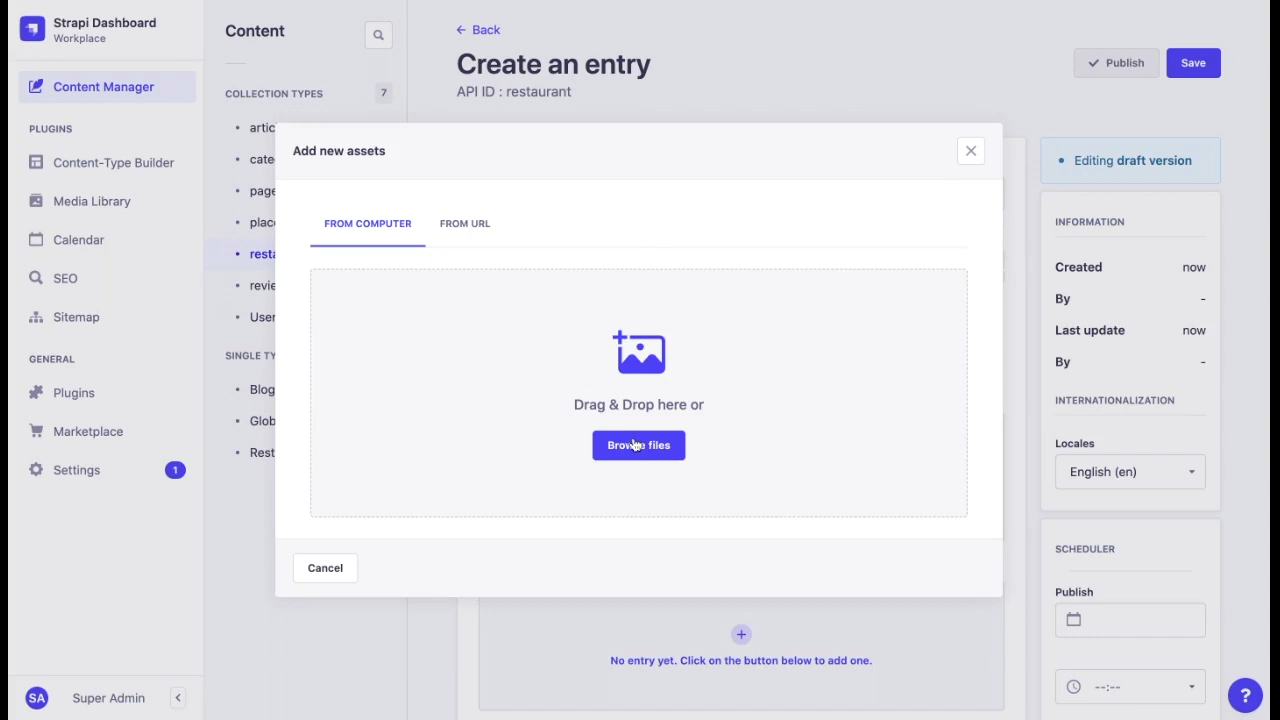 Strapi Dashboard
Workplace
Content Manager
PLUGINS
Content-Type Builder
Media Library
Calendar
SEO
Sitemap
GENERAL
Plugins
Marketplace
Settings
1
SA
Super Admin
Content
COLLECTION TYPES
7
SINGLE
Back
Create an entry
API ID : restaurant
Publish
Save
Add new assets
FROM COMPUTER
FROM URL
Drag & Drop here or
Browse files
Cancel
No entry yet. Click on the button below to add one.
Editing draft version
INFORMATION
Created
now
By
-
Last update
now
By
-
INTERNATIONALIZATION
Locales
English (en)
SCHEDULER
Publish
--:--
?